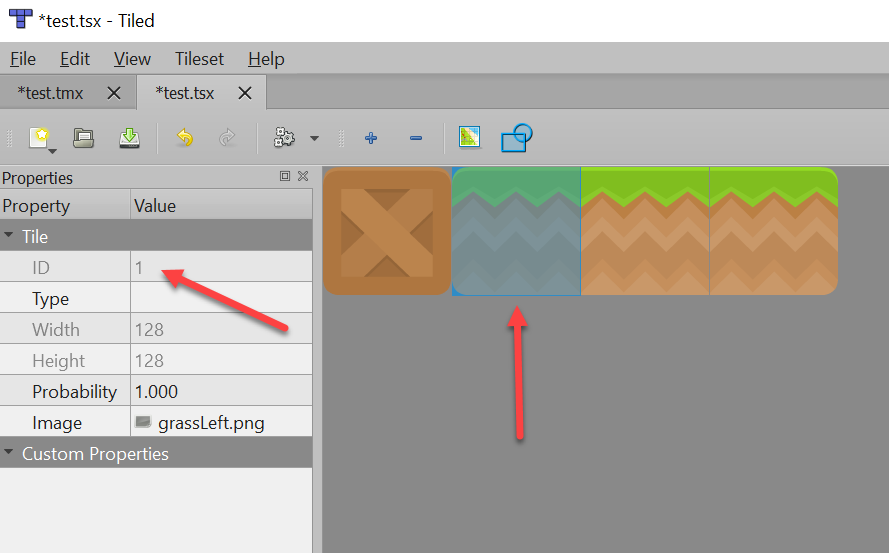 *test.tsx - Tiled
File Edit View Tileset Help
*test.tmx *test.tsx
Properties
Property Value
Tile
ID 1
Type
Width 128
Height 128
Probability 1.000
Image grassLeft.png
Custom Properties